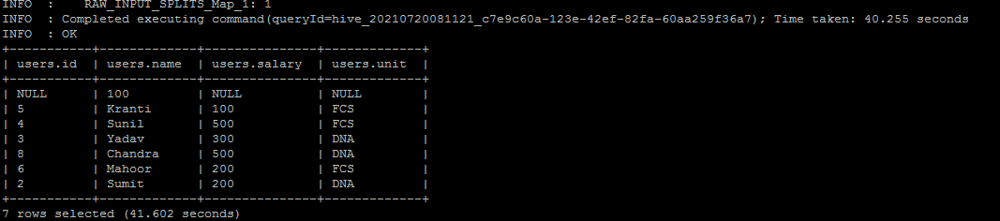 INFO  :     RAW_INPUT_SPLITS_Map_1: 1
INFO  : Completed executing command(queryId=hive_20210720081121_c7e9c60a-123e-42ef-82fa-60aa259f36a7); Time taken: 40.255 seconds
INFO  : OK
+-----------+-------------+---------------+-------------+
| users.id  | users.name  | users.salary  | users.unit  |
+-----------+-------------+---------------+-------------+
| NULL      | 100         | NULL          | NULL        |
| 5         | Kranti      | 100           | FCS         |
| 4         | Sunil       | 500           | FCS         |
| 3         | Yadav       | 300           | DNA         |
| 8         | Chandra     | 500           | DNA         |
| 6         | Mahoor      | 200           | FCS         |
| 2         | Sumit       | 200           | DNA         |
+-----------+-------------+---------------+-------------+
7 rows selected (41.602 seconds)